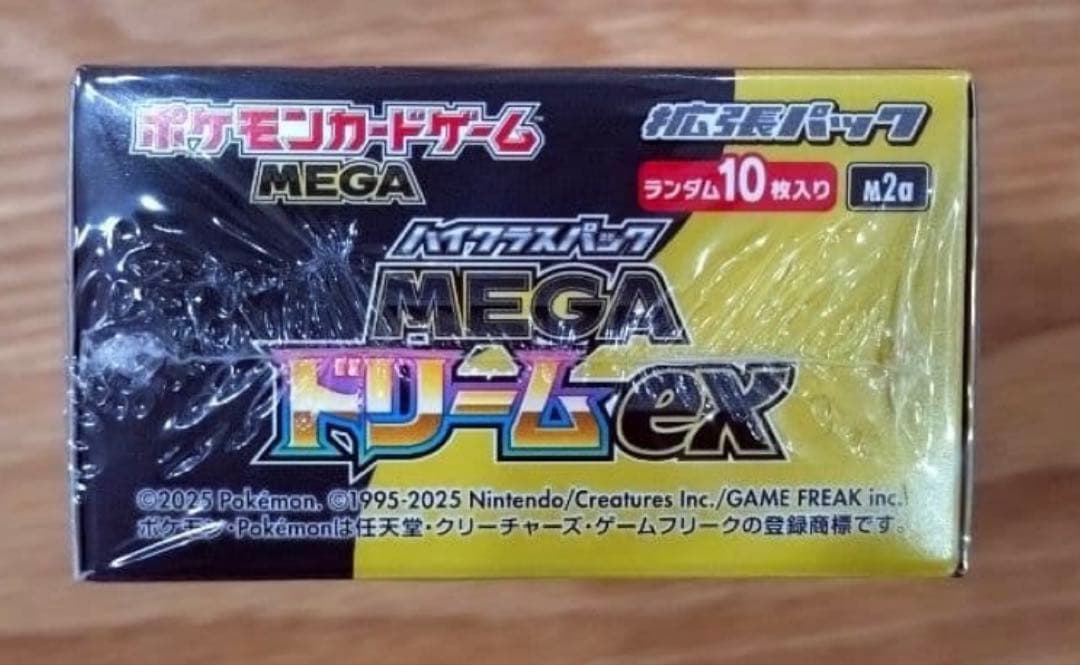 ポケモンカードゲーム
MEGA
拡張パック
ランダム10枚入り
M2a
ハイクラスパック
MEGA
ドリームex
©2025 Pokémon. ©1995-2025 Nintendo/Creatures Inc./GAME FREAK inc.
ポケモン・Pokémonは任天堂・クリーチャーズ・ゲームフリークの登録商標です。